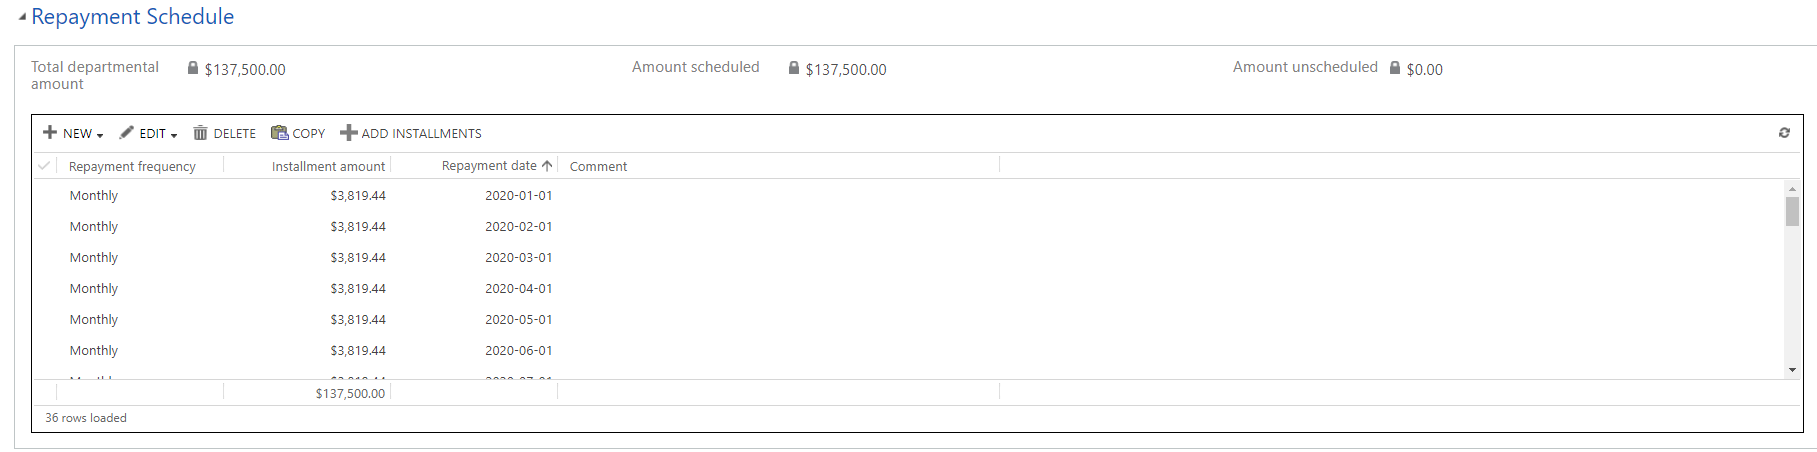 Repayment Schedule
Total departmental amount $137,500.00 Amount scheduled $137,500.00 Amount unscheduled $0.00
NEW EDIT DELETE COPY ADD INSTALLMENTS
Repayment frequency Installment amount Repayment date Comment
Monthly $3,819.44 2020-01-01
Monthly $3,819.44 2020-02-01
Monthly $3,819.44 2020-03-01
Monthly $3,819.44 2020-04-01
Monthly $3,819.44 2020-05-01
Monthly $3,819.44 2020-06-01
$137,500.00
36 rows loaded